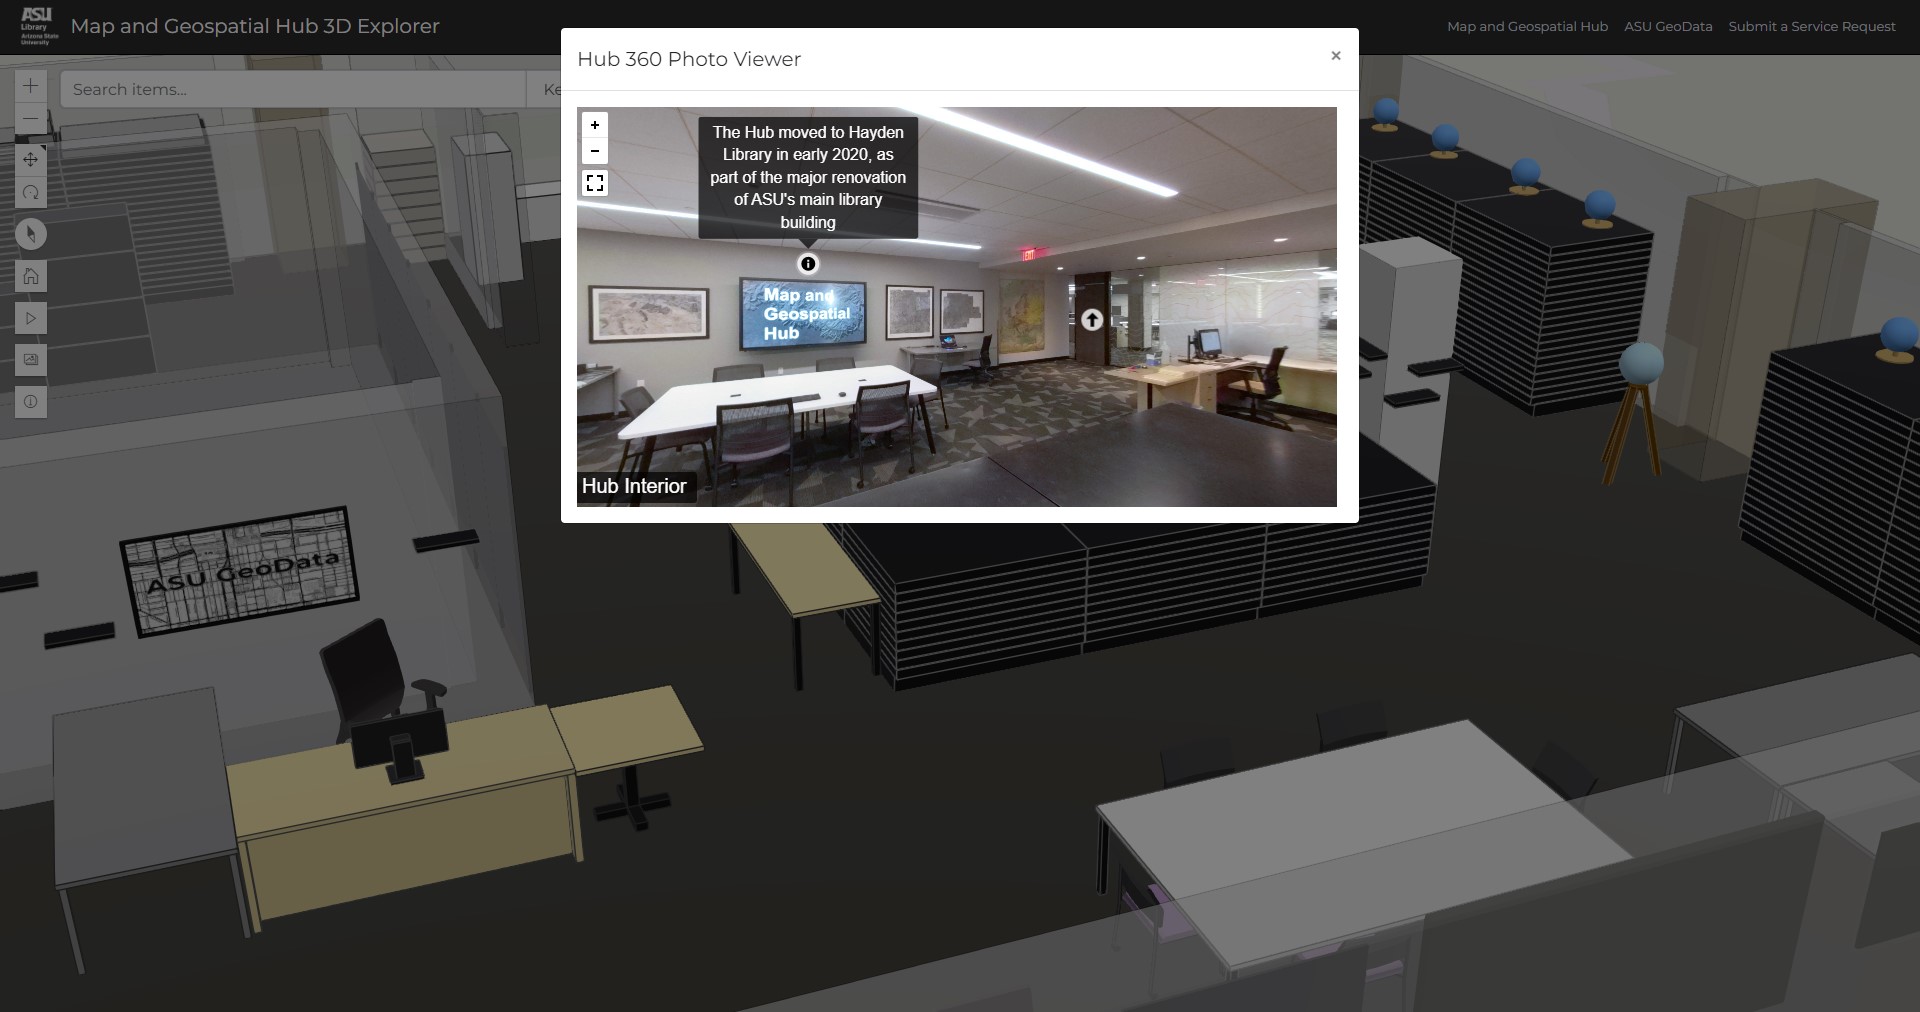 ASU
Library
Arizona State
University
Map and Geospatial Hub 3D Explorer
Map and Geospatial Hub
ASU GeoData
Submit a Service Request
Search items...
Ke
Hub 360 Photo Viewer
×
+
−
The Hub moved to Hayden
Library in early 2020, as
part of the major renovation
of ASU's main library
building
EXIT
Map and
Geospatial
Hub
Hub Interior
ASU GeoData